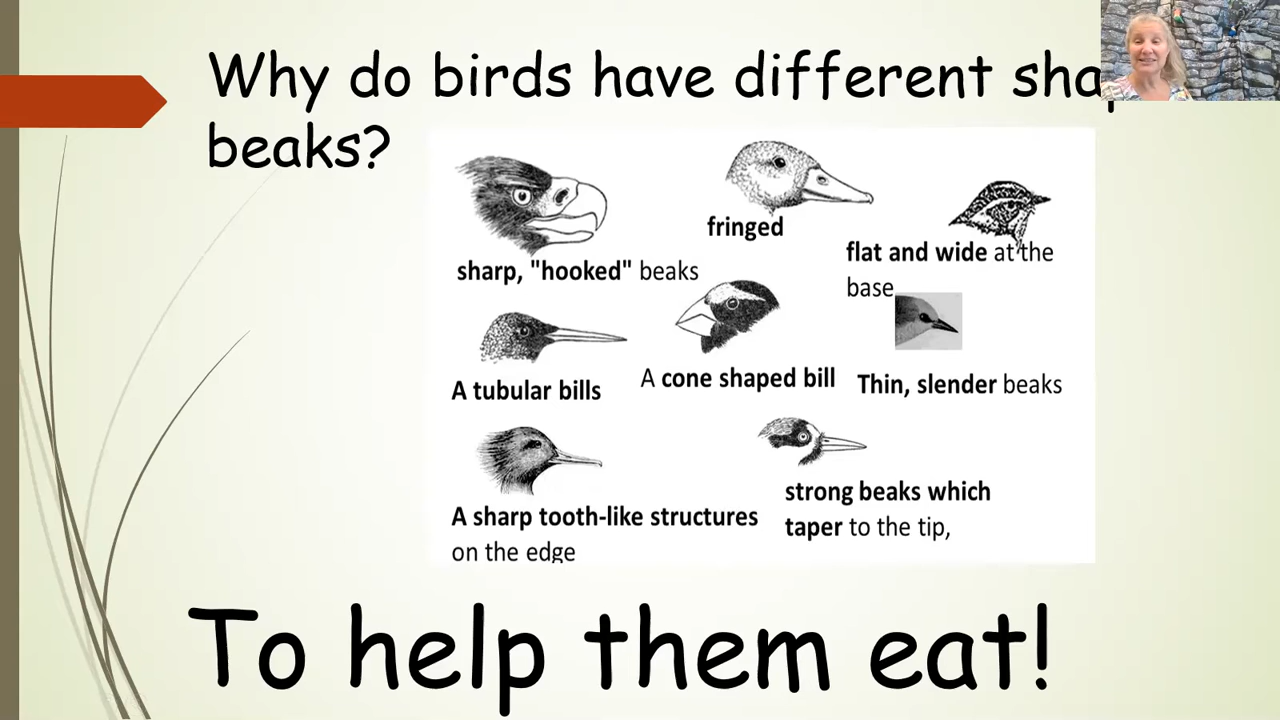 Why do birds have different sha
beaks?
fringed
flat and wide at the
base
sharp, "hooked" beaks
A tubular bills
A cone shaped bill
Thin, slender beaks
A sharp tooth-like structures
on the edge
strong beaks which
taper to the tip,
To help them eat!